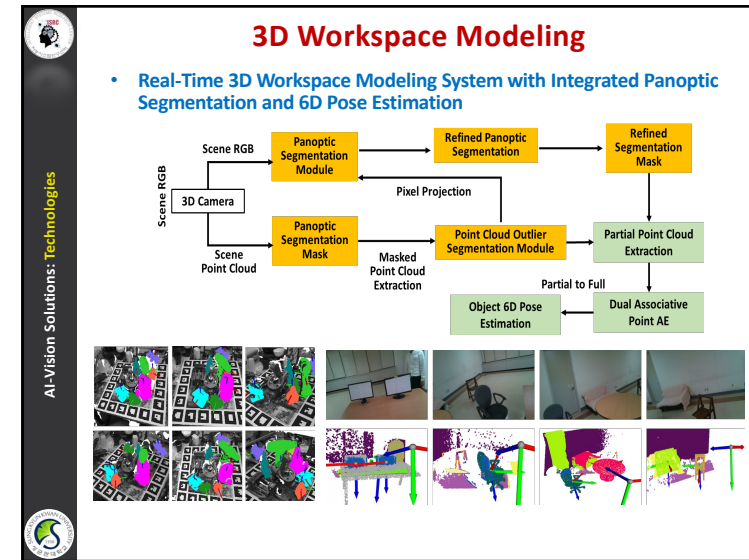 ISRC
3D Workspace Modeling
• Real-Time 3D Workspace Modeling System with Integrated Panoptic
Segmentation and 6D Pose Estimation
Scene RGB
Scene RGB
3D Camera
Scene
Point Cloud
Panoptic
Segmentation
Module
Refined Panoptic
Segmentation
Refined
Segmentation
Mask
Pixel Projection
Panoptic
Segmentation
Mask
Masked
Point Cloud
Extraction
Point Cloud Outlier
Segmentation Module
Partial Point Cloud
Extraction
Partial to Full
Object 6D Pose
Estimation
Dual Associative
Point AE
AI-Vision Solutions: Technologies